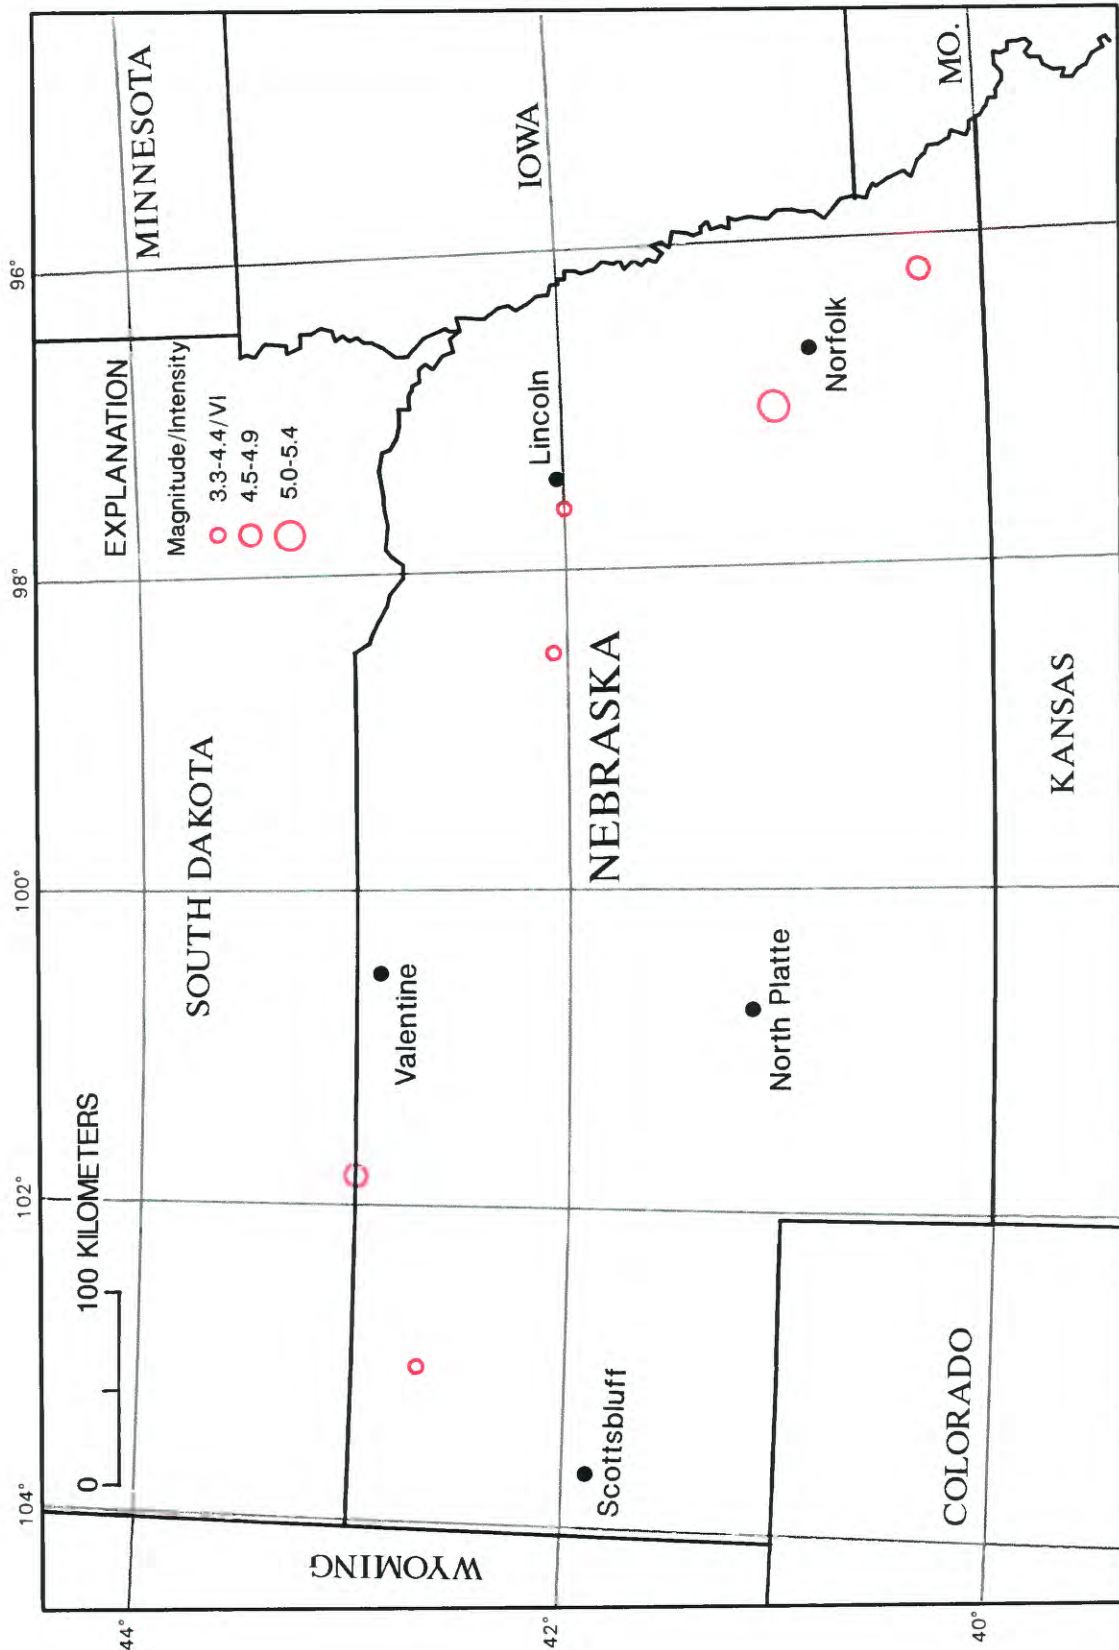 104°
102°
100°
98°
96°
44°
42°
40°
0 100 KILOMETERS
EXPLANATION
Magnitude/Intensity
3.3-4.4/VI
4.5-4.9
5.0-5.4
MINNESOTA
SOUTH DAKOTA
WYOMING
IOWA
MO.
NEBRASKA
KANSAS
COLORADO
Valentine
Scottsbluff
North Platte
Lincoln
Norfolk